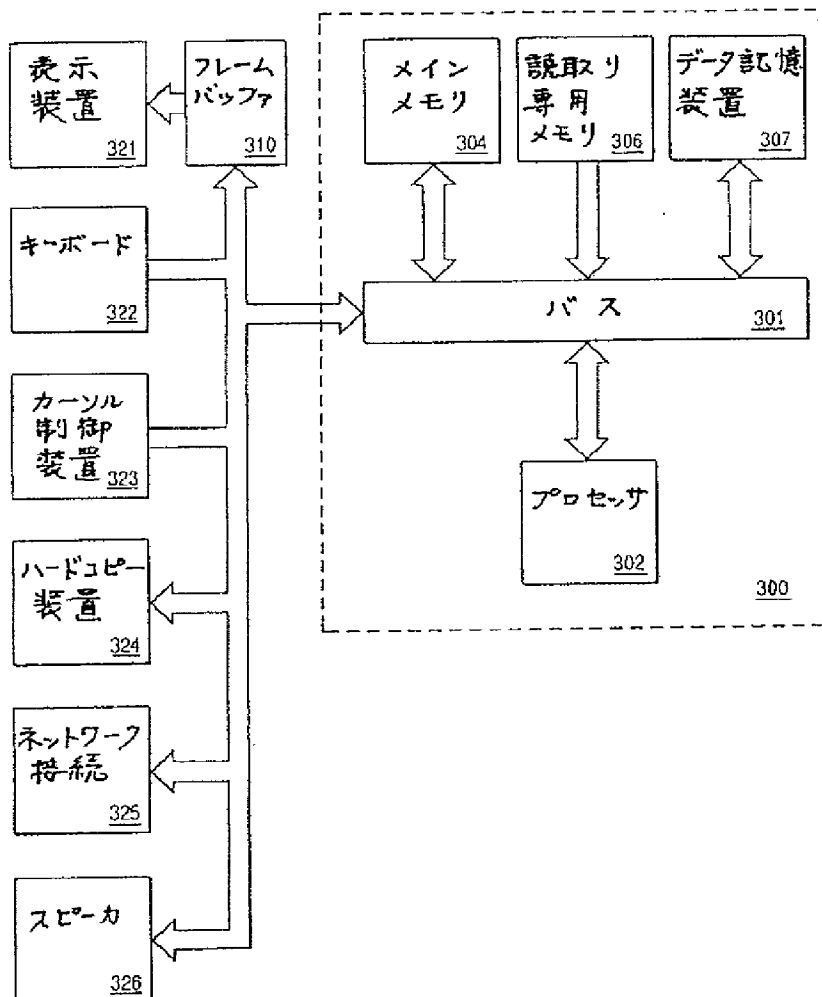 表示
装置
321
フレーム
バッファ
310
メイン
メモリ
304
読取り
専用
メモリ
306
データ記憶
装置
307
キーボード
322
バス
301
カーソル
制御
装置
323
プロセッサ
302
300
ハードコピー
装置
324
ネットワーク
接続
325
スピーカ
326